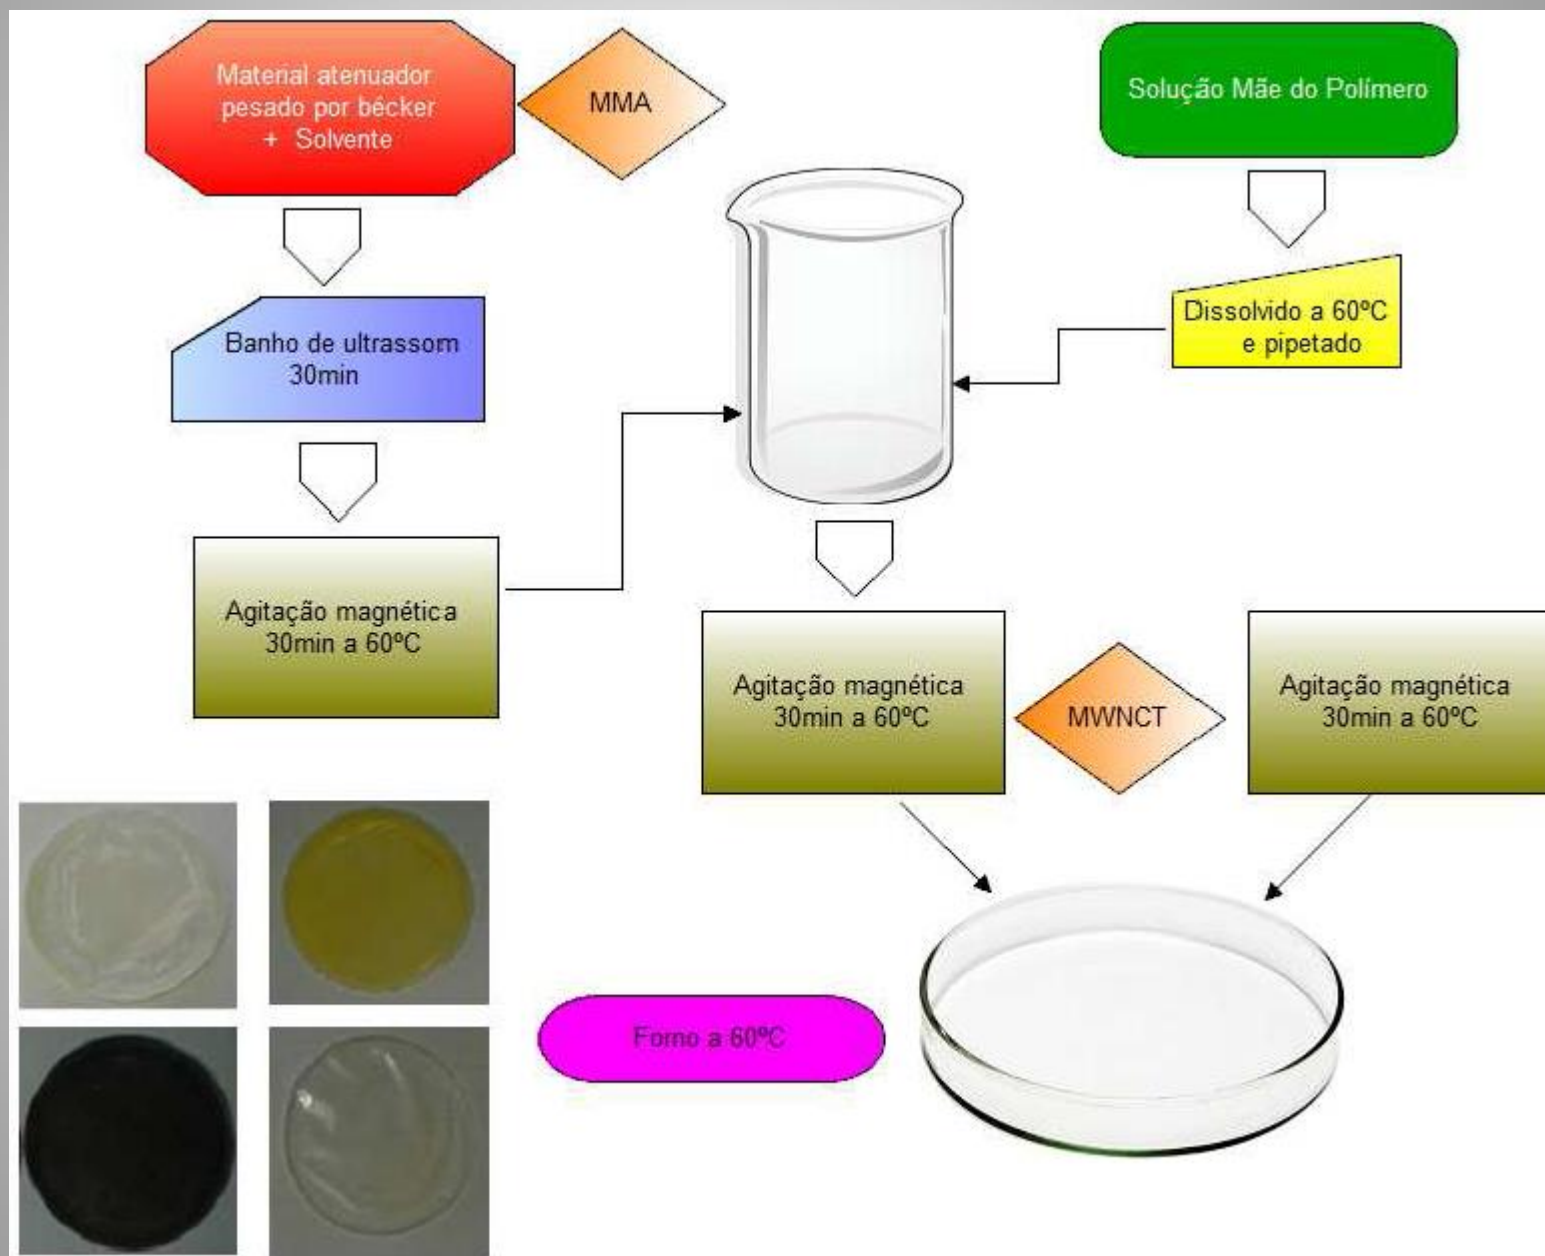 Material atenuador
pesado por bécker
+ Solvente
MMA
Solução Mãe do Polímero
Dissolvido a 60ºC
e pipetado
Banho de ultrassom
30min
Agitação magnética
30min a 60ºC
Agitação magnética
30min a 60ºC
MWNCT
Agitação magnética
30min a 60ºC
Forno a 60ºC